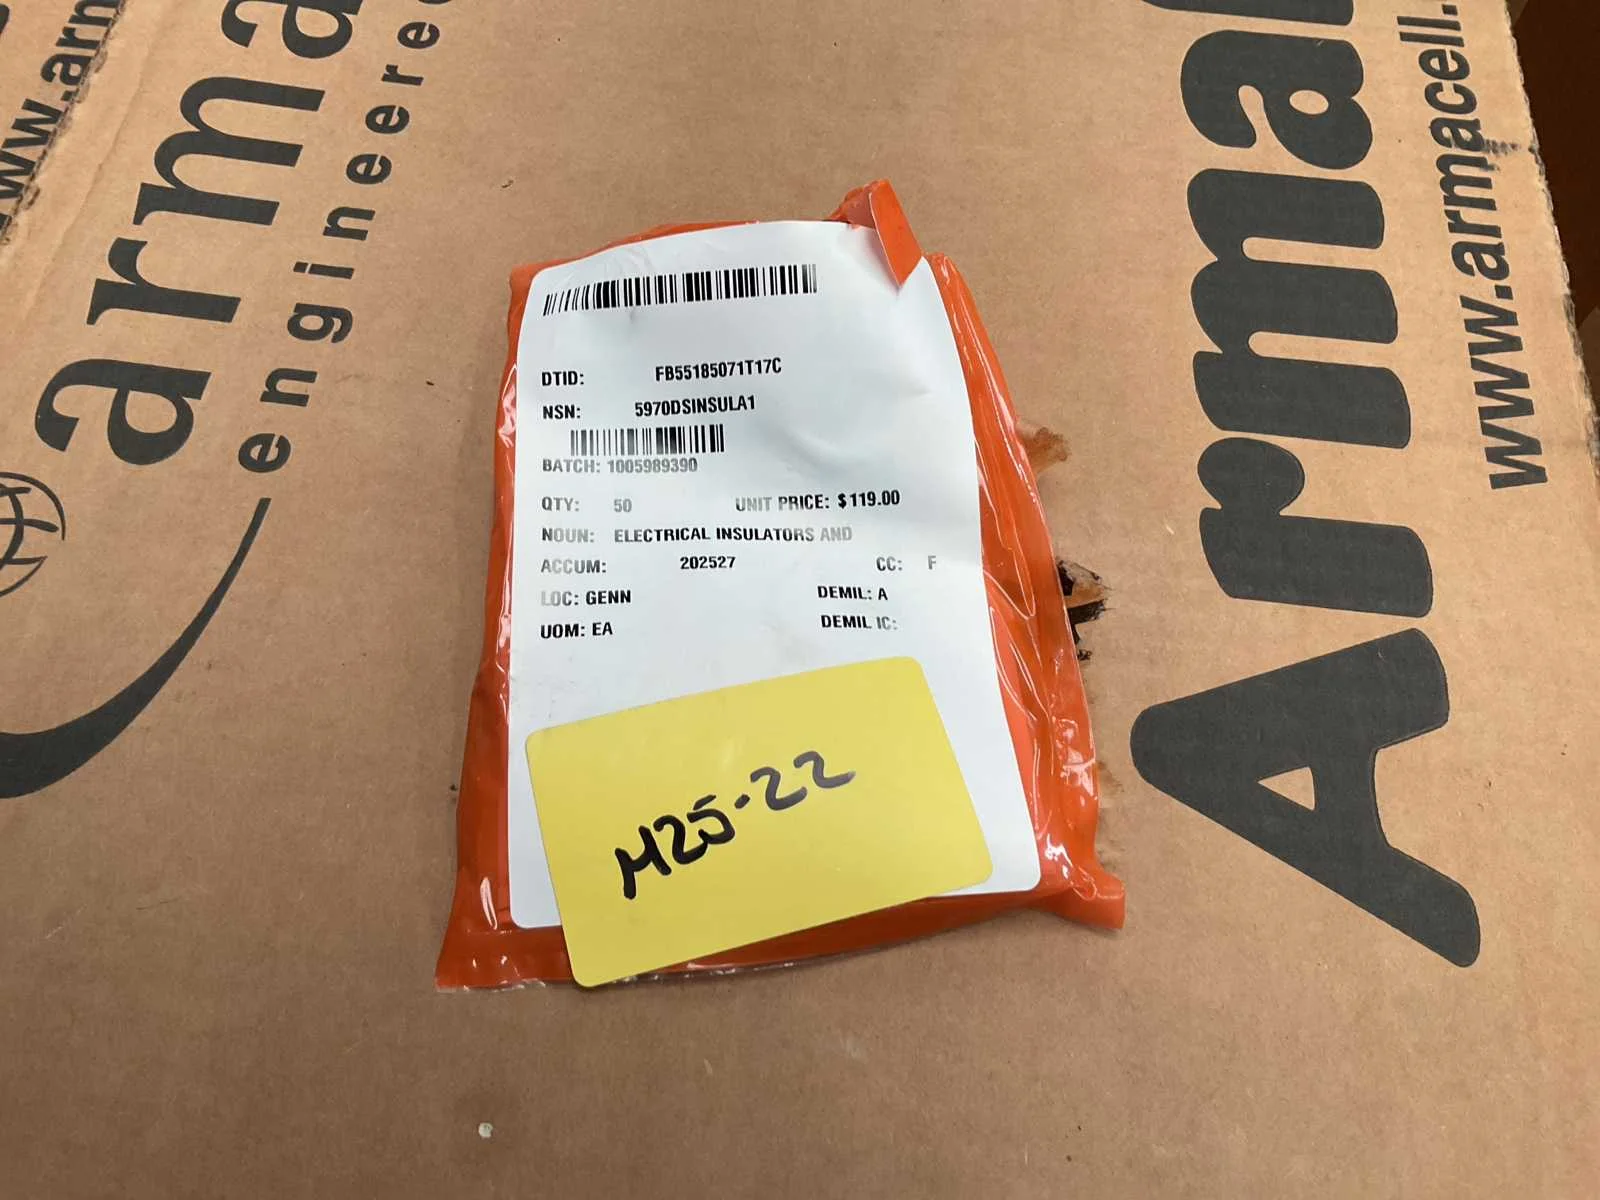 DTID: FB55185071T17C
NSN: 5970DSINSULA1
BATCH: 1005989390
QTY: 50 UNIT PRICE: $119.00
NOUN: ELECTRICAL INSULATORS AND
ACCUM: 202527 CC: F
LOC: GENN DEMIL: A
UOM: EA DEMIL IC:
M25-22
www.arm
arma
engineere
Armaf
www.armacell.